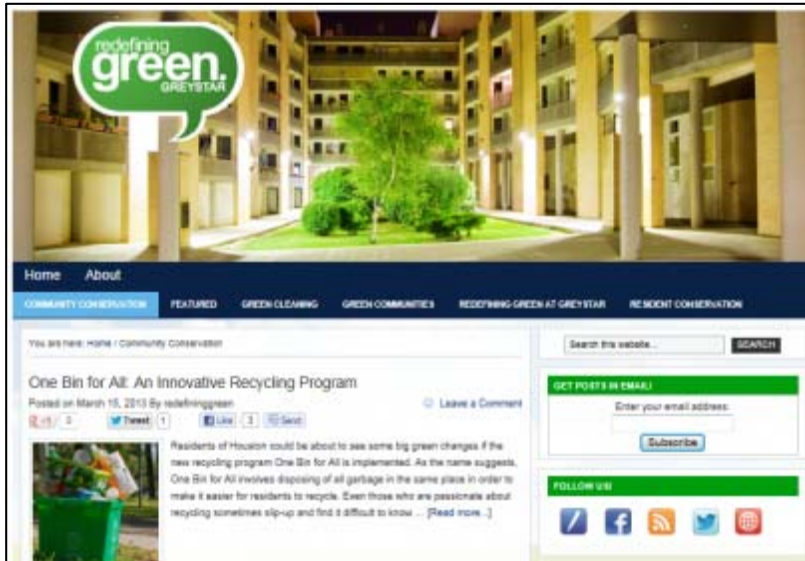 redefining
green.
GREYSTAR
Home About
COMMUNITY CONSERVATION FEATURED GREEN CLEANING GREEN COMMUNITIES REDEFINING GREEN AT GREYSTAR RESIDENT CONSERVATION
You are here: Home / Community Conservation
Search this website... SEARCH
One Bin for All: An Innovative Recycling Program
Posted on March 15, 2013 By redefininggreen Leave a Comment
+1 0 Tweet 1 Like 3 Send
Residents of Houston could be about to see some big green changes if the
new recycling program One Bin for All is implemented. As the name suggests,
One Bin for All involves disposing of all garbage in the same place in order to
make it easier for residents to recycle. Even those who are passionate about
recycling sometimes slip-up and find it difficult to know ... [Read more...]
GET POSTS IN EMAIL!
Enter your email address:
Subscribe
FOLLOW US!